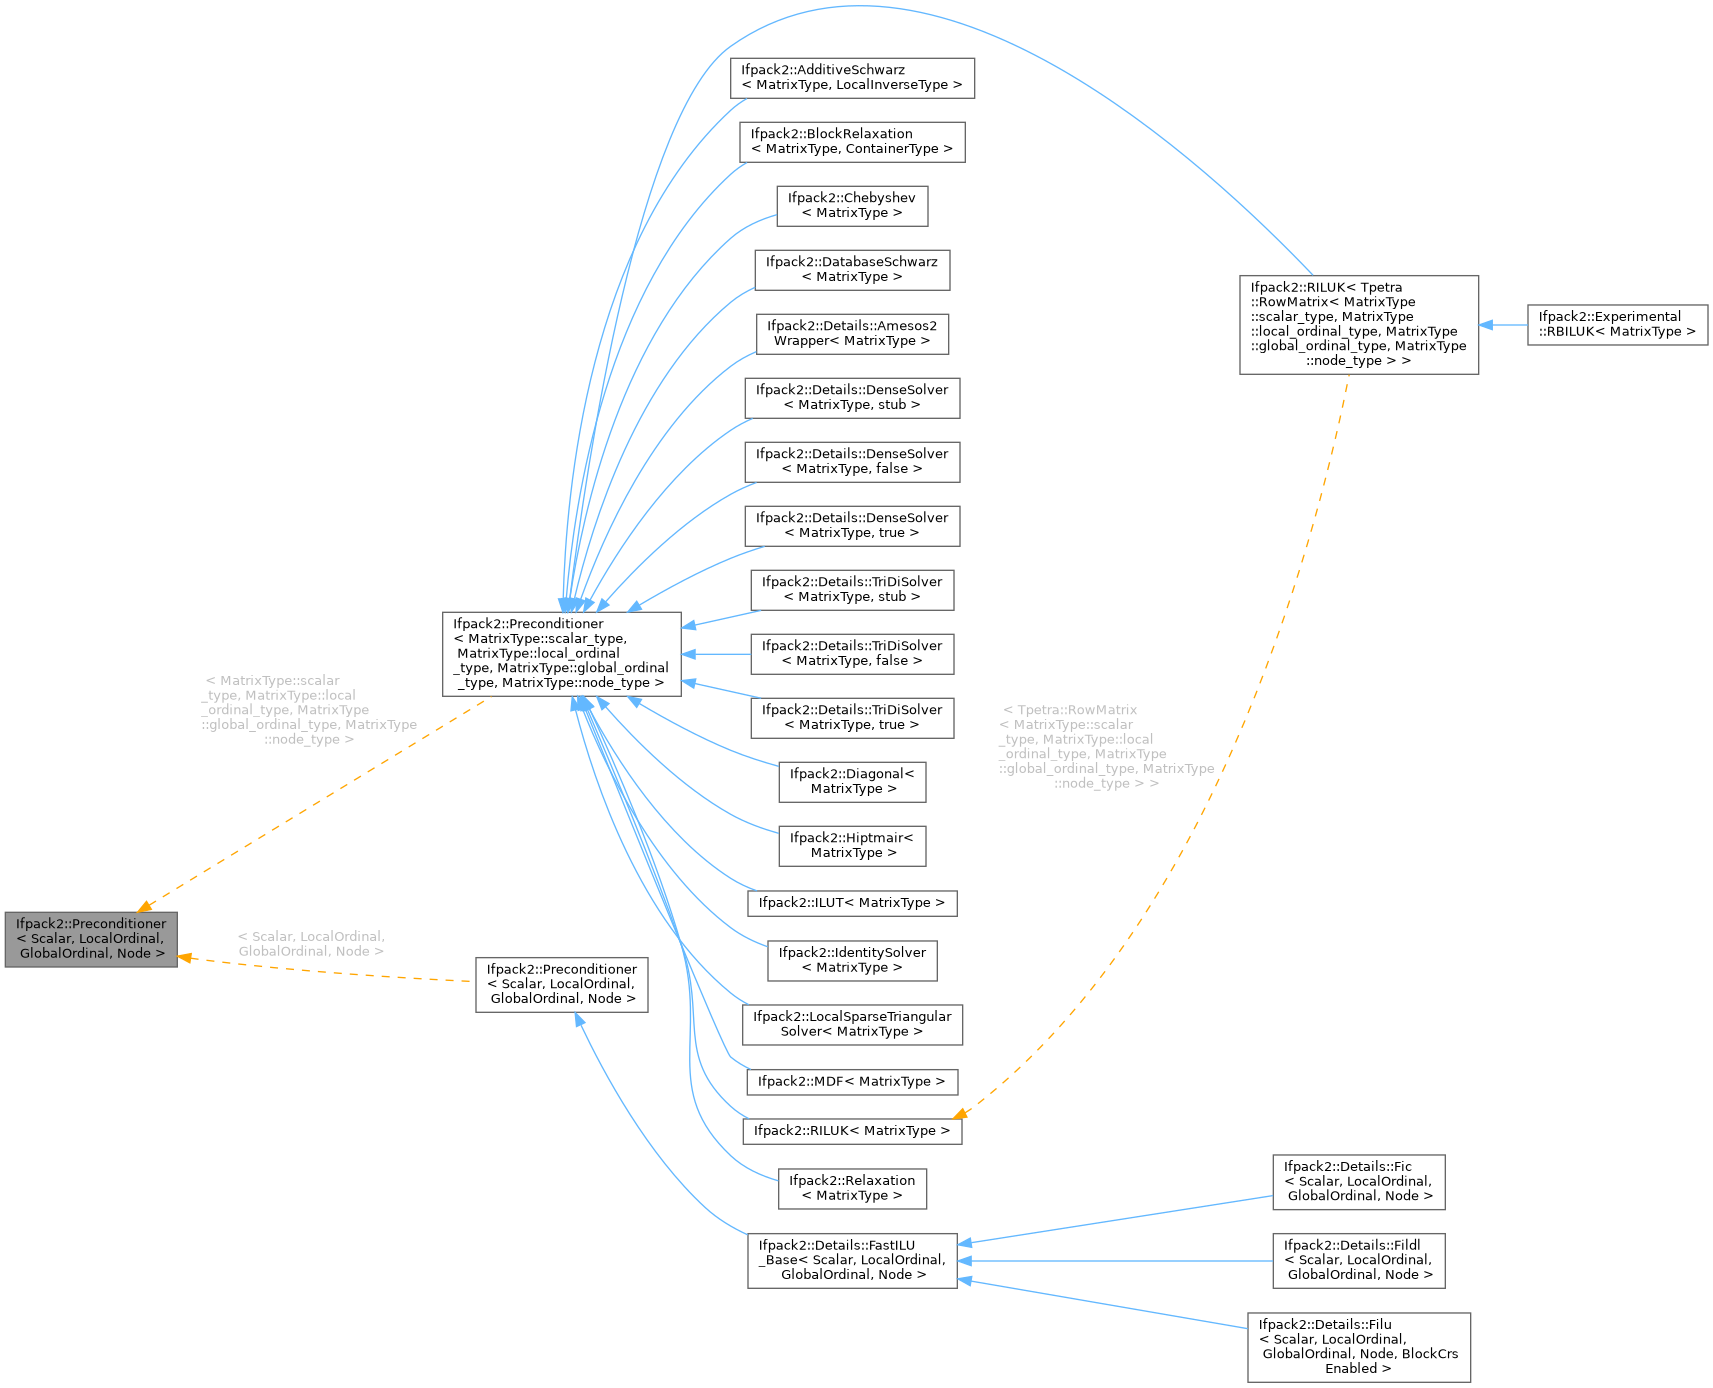 Ifpack2::AdditiveSchwarz
< MatrixType, LocalInverseType >
Ifpack2::BlockRelaxation
< MatrixType, ContainerType >
Ifpack2::Chebyshev
< MatrixType >
Ifpack2::DatabaseSchwarz
< MatrixType >
Ifpack2::Details::Amesos2
Wrapper< MatrixType >
Ifpack2::Details::DenseSolver
< MatrixType, stub >
Ifpack2::Details::DenseSolver
< MatrixType, false >
Ifpack2::Details::DenseSolver
< MatrixType, true >
Ifpack2::Details::TriDiSolver
< MatrixType, stub >
Ifpack2::Details::TriDiSolver
< MatrixType, false >
Ifpack2::Details::TriDiSolver
< MatrixType, true >
Ifpack2::Diagonal<
MatrixType >
Ifpack2::Hiptmair<
MatrixType >
Ifpack2::ILUT< MatrixType >
Ifpack2::IdentitySolver
< MatrixType >
Ifpack2::LocalSparseTriangular
Solver< MatrixType >
Ifpack2::MDF< MatrixType >
Ifpack2::RILUK< MatrixType >
Ifpack2::Relaxation
< MatrixType >
Ifpack2::Details::FastILU
_Base< Scalar, LocalOrdinal,
GlobalOrdinal, Node >
Ifpack2::RILUK< Tpetra
::RowMatrix< MatrixType
::scalar_type, MatrixType
::local_ordinal_type, MatrixType
::global_ordinal_type, MatrixType
::node_type > >
Ifpack2::Experimental
::RBILUK< MatrixType >
Ifpack2::Preconditioner
< MatrixType::scalar_type,
MatrixType::local_ordinal
_type, MatrixType::global_ordinal
_type, MatrixType::node_type >
< MatrixType::scalar
_type, MatrixType::local
_ordinal_type, MatrixType
::global_ordinal_type, MatrixType
::node_type >
< Tpetra::RowMatrix
< MatrixType::scalar
_type, MatrixType::local
_ordinal_type, MatrixType
::global_ordinal_type, MatrixType
::node_type > >
Ifpack2::Preconditioner
< Scalar, LocalOrdinal,
GlobalOrdinal, Node >
< Scalar, LocalOrdinal,
GlobalOrdinal, Node >
Ifpack2::Preconditioner
< Scalar, LocalOrdinal,
GlobalOrdinal, Node >
Ifpack2::Details::Fic
< Scalar, LocalOrdinal,
GlobalOrdinal, Node >
Ifpack2::Details::Fildl
< Scalar, LocalOrdinal,
GlobalOrdinal, Node >
Ifpack2::Details::Filu
< Scalar, LocalOrdinal,
GlobalOrdinal, Node, BlockCrs
Enabled >